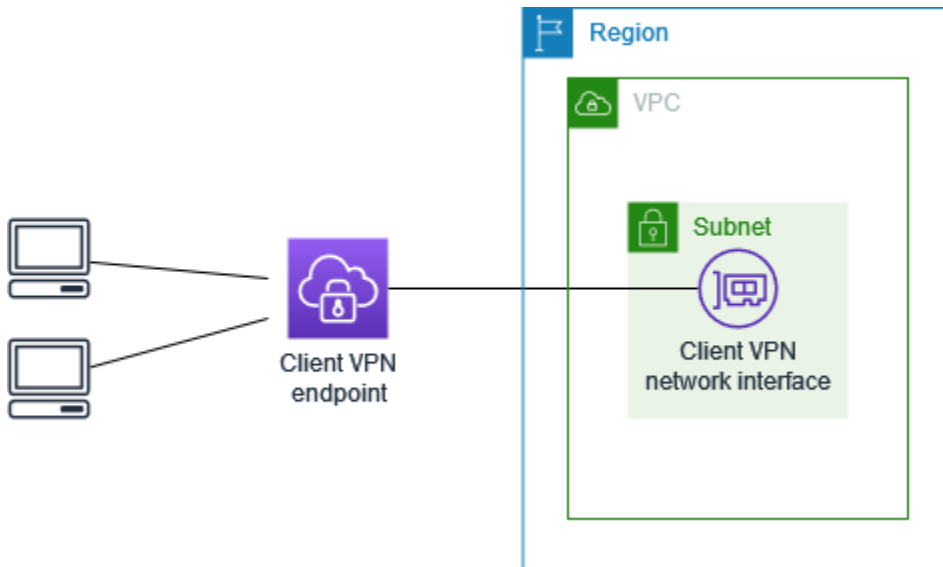 Region
VPC
Subnet
Client VPN
endpoint
Client VPN
network interface